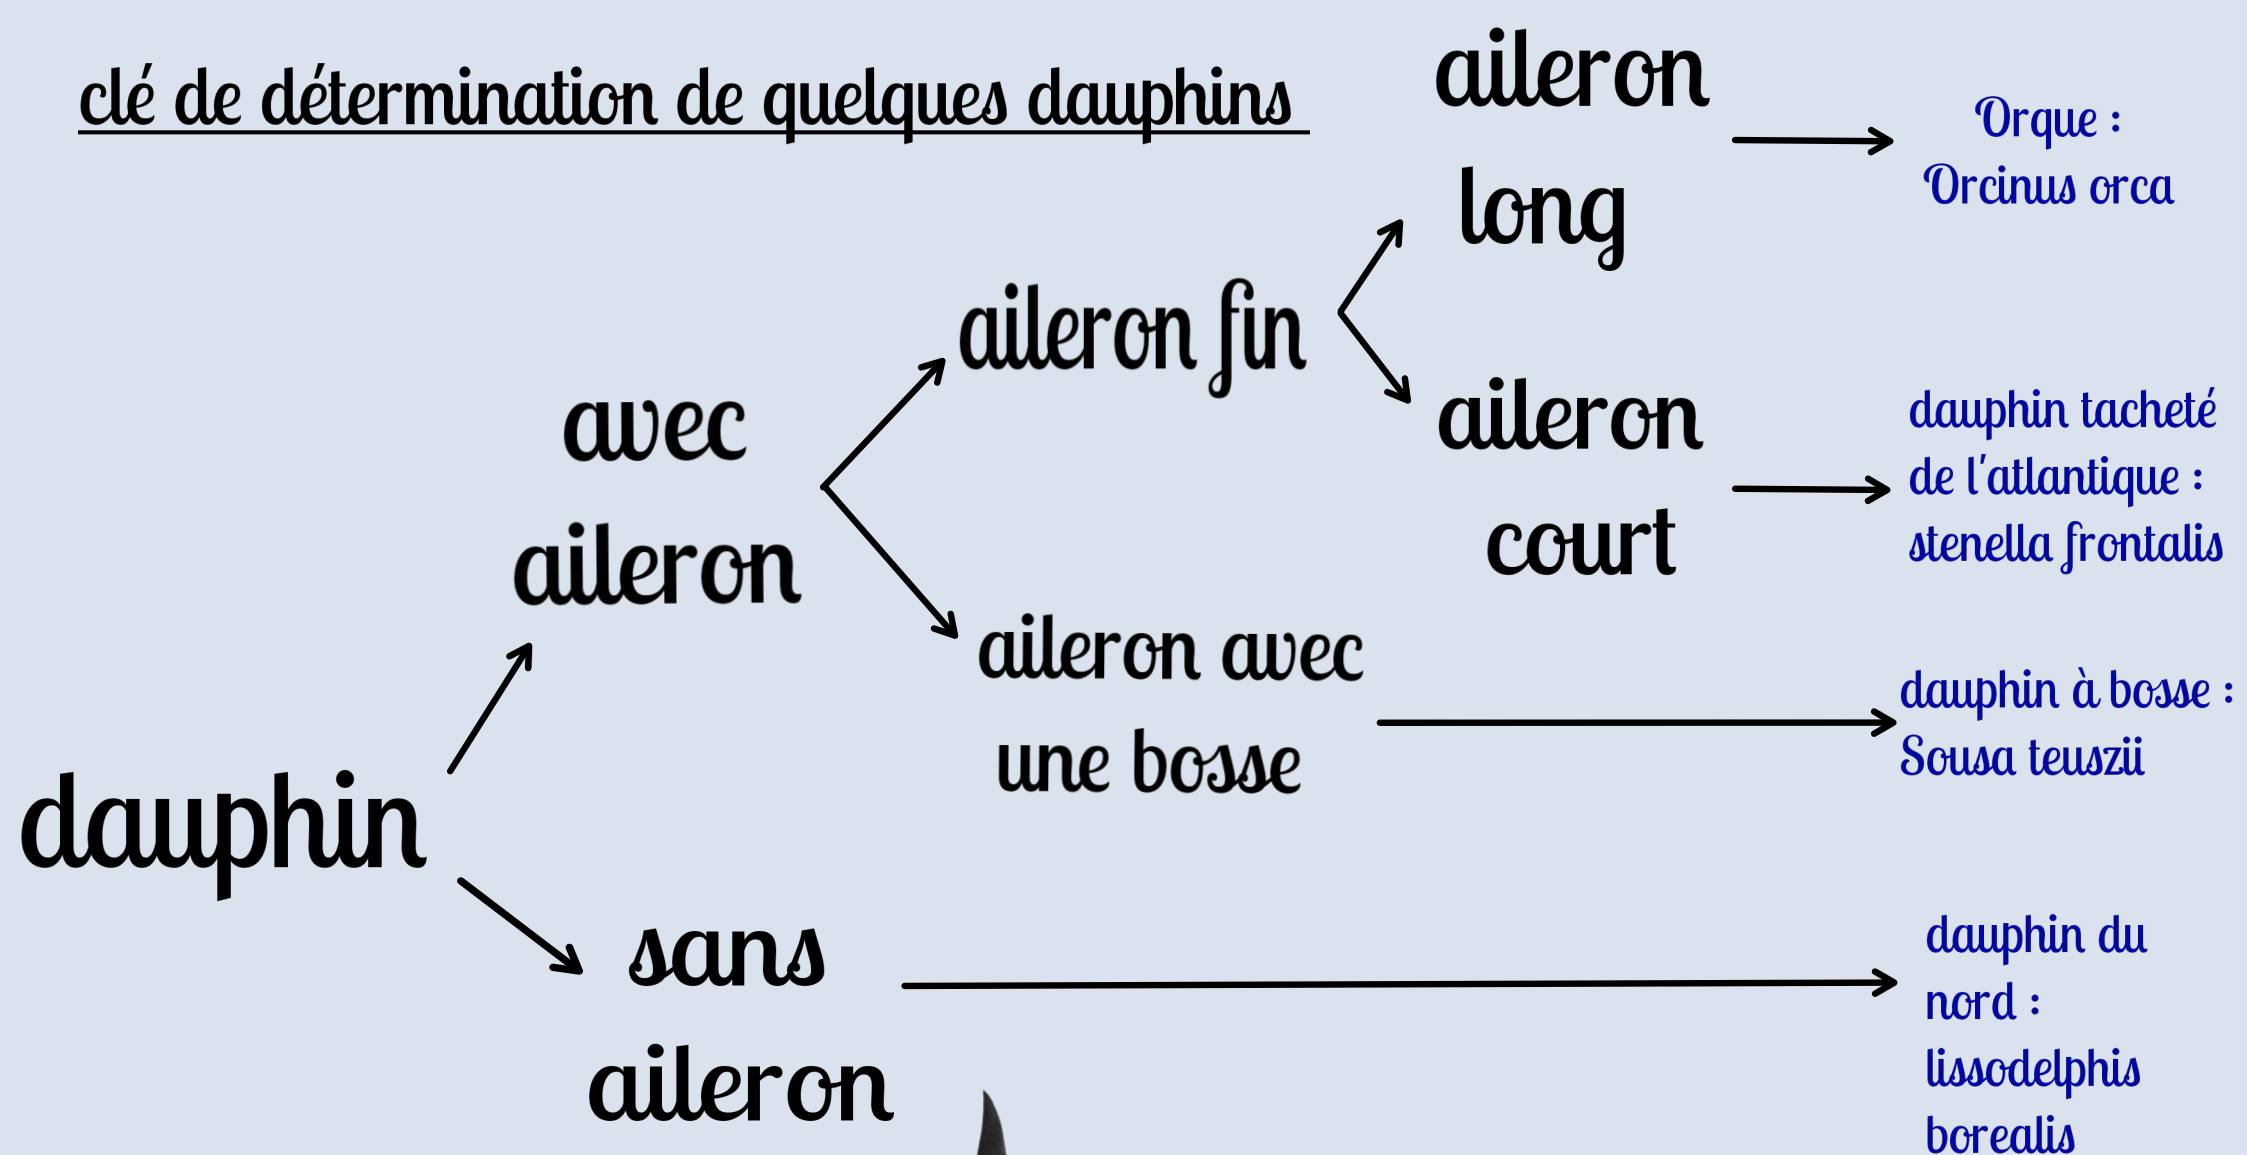 clé de détermination de quelques dauphins
aileron
long
Orque :
Orcinus orca
aileron fin
avec
aileron
aileron
court
dauphin tacheté
de l'atlantique :
stenella frontalis
aileron avec
une bosse
dauphin à bosse :
Sousa teuszii
dauphin
sans
aileron
dauphin du
nord :
lissodelphis
borealis